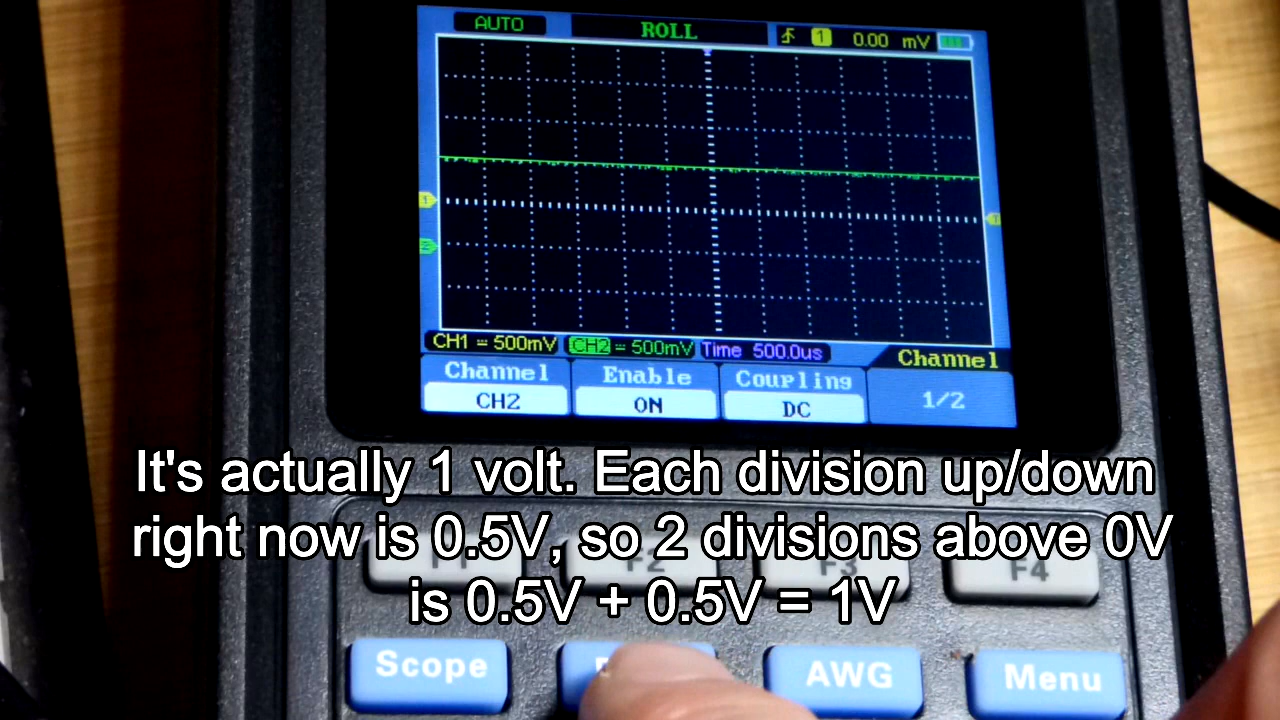 AUTO ROLL 1 0.00 mV
1
2
CH1 = 500mV CH2 = 500mV Time 500.0us Channel
Channel Enable Coupling 1/2
CH2 ON DC
It's actually 1 volt. Each division up/down
right now is 0.5V, so 2 divisions above 0V
is 0.5V + 0.5V = 1V
F1 F2 F3 F4
Scope AWG Menu